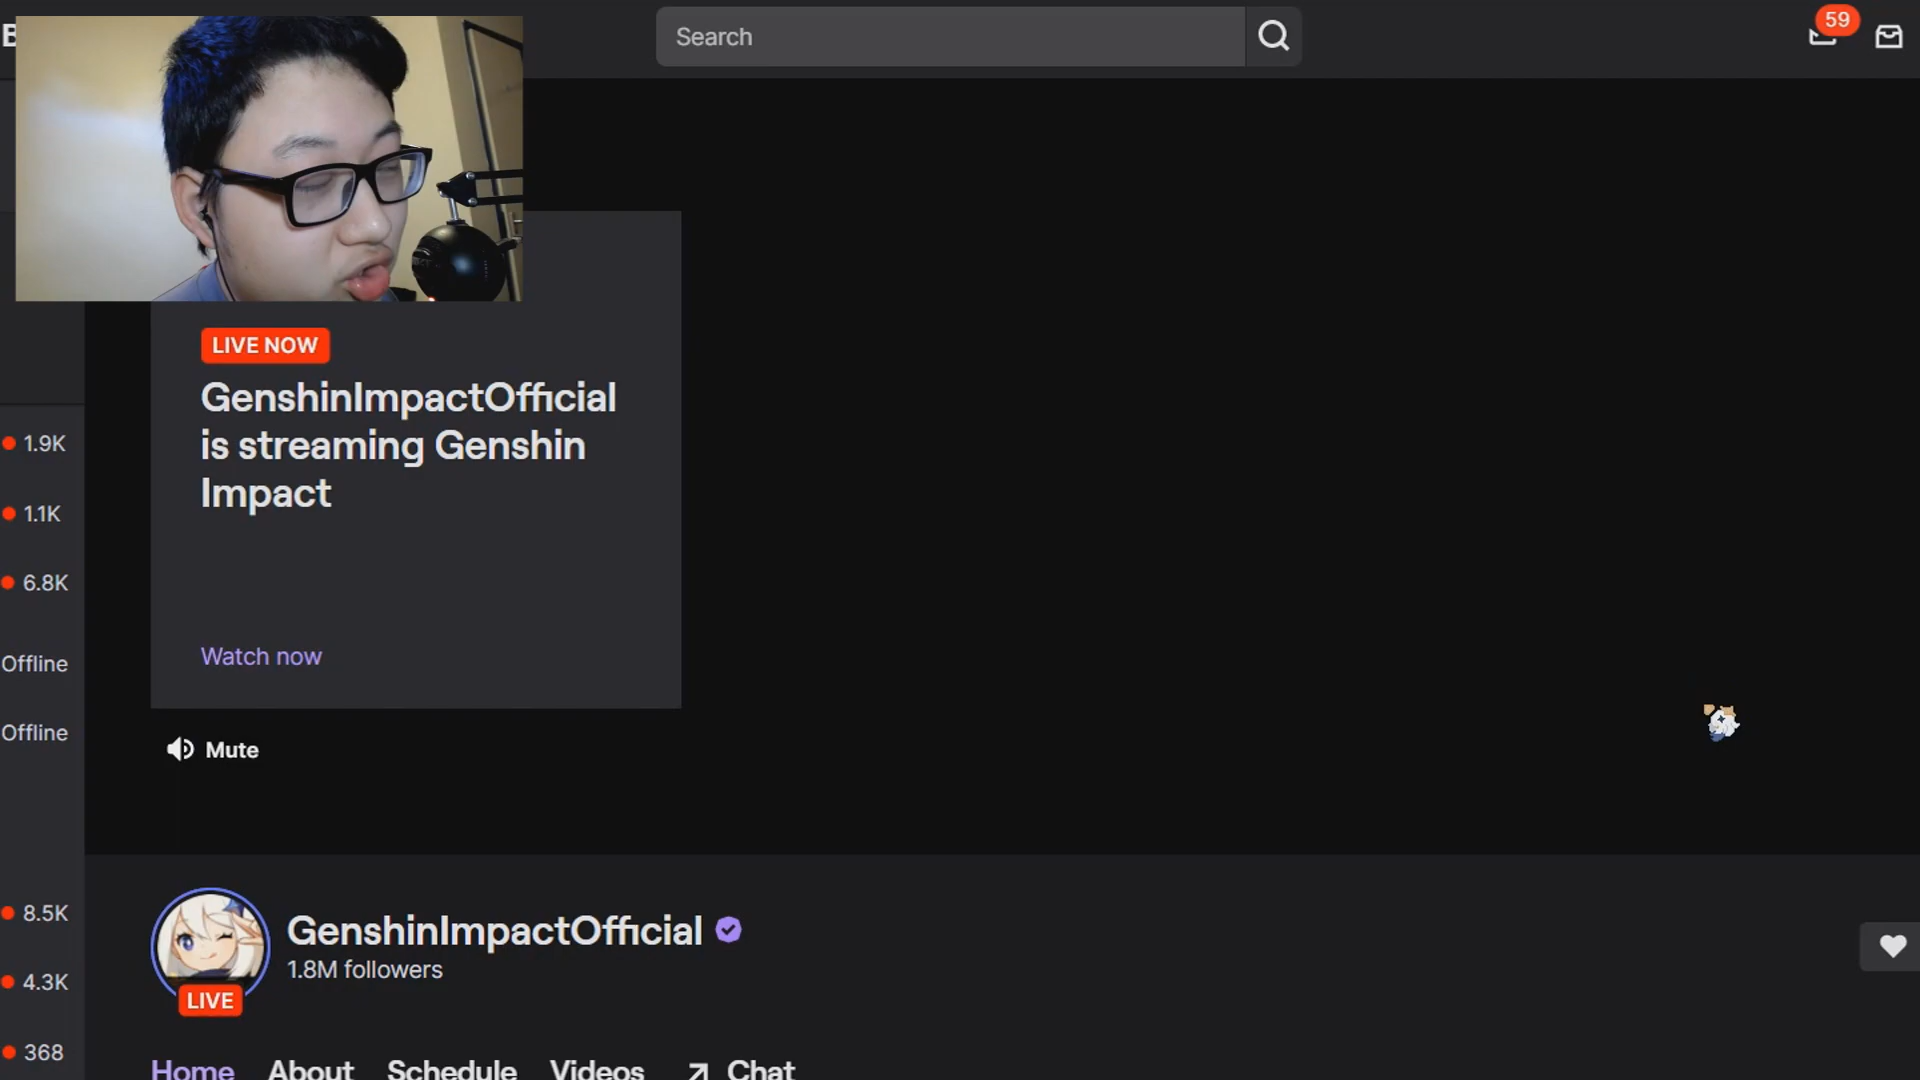 B
Search
59
LIVE NOW
GenshinImpactOfficial
is streaming Genshin
Impact
Watch now
Mute
1.9K
1.1K
6.8K
Offline
Offline
8.5K
4.3K
368
GenshinImpactOfficial
1.8M followers
LIVE
Home About Schedule Videos Chat